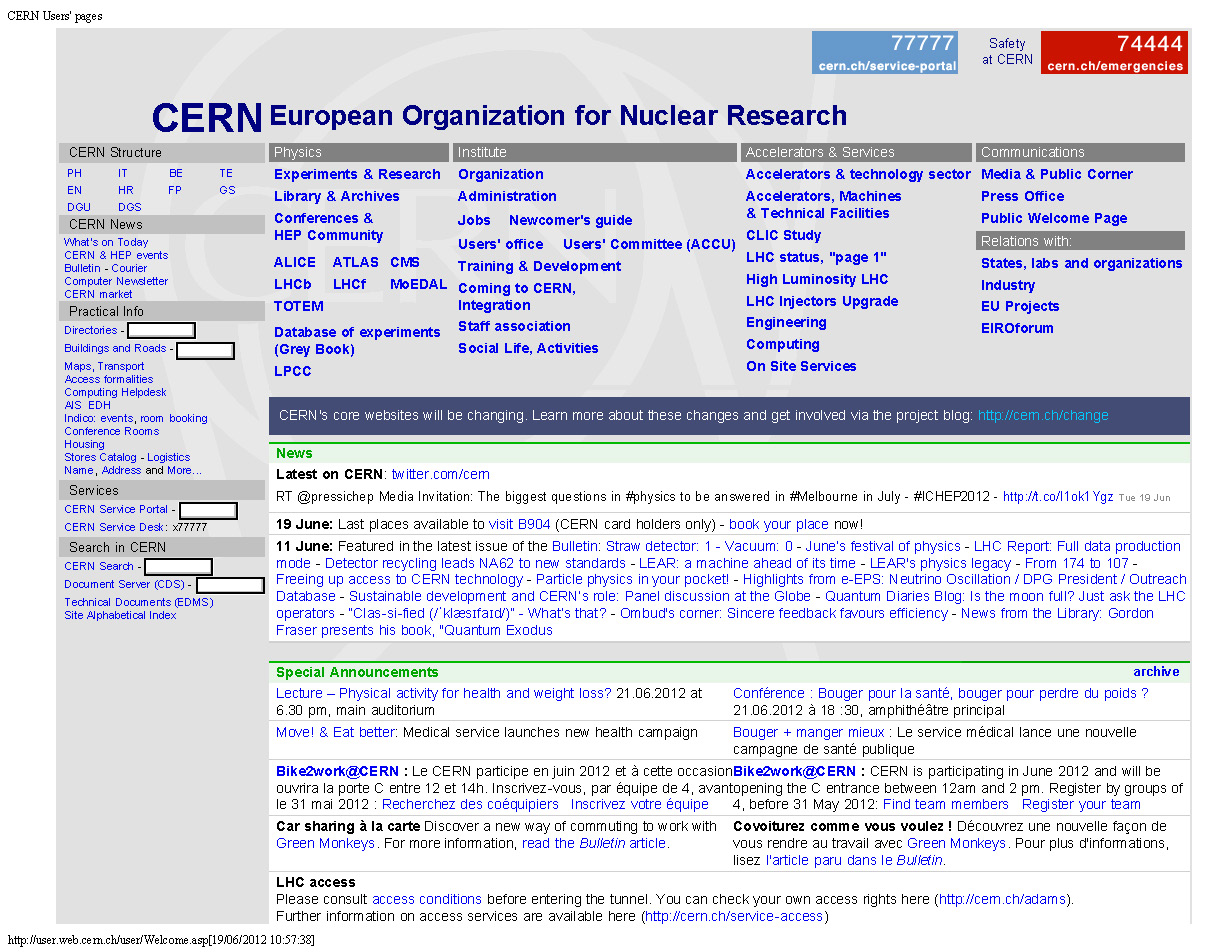 CERN Users' pages
77777
cern.ch/service-portal
Safety
at CERN
74444
cern.ch/emergencies
CERN European Organization for Nuclear Research
CERN Structure
PH IT BE TE
EN HR FP GS
DGU DGS
CERN News
What's on Today
CERN & HEP events
Bulletin - Courier
Computer Newsletter
CERN market
Practical Info
Directories -
Buildings and Roads -
Maps, Transport
Access formalities
Computing Helpdesk
AIS EDH
Indico: events, room booking
Conference Rooms
Housing
Stores Catalog - Logistics
Name, Address and More...
Services
CERN Service Portal -
CERN Service Desk: x77777
Search in CERN
CERN Search -
Document Server (CDS) -
Technical Documents (EDMS)
Site Alphabetical Index
Physics
Experiments & Research
Library & Archives
Conferences &
HEP Community
ALICE ATLAS CMS
LHCb LHCf MoEDAL
TOTEM
Database of experiments
(Grey Book)
LPCC
Institute
Organization
Administration
Jobs Newcomer's guide
Users' office Users' Committee (ACCU)
Training & Development
Coming to CERN,
Integration
Staff association
Social Life, Activities
Accelerators & Services
Accelerators & technology sector
Accelerators, Machines
& Technical Facilities
CLIC Study
LHC status, "page 1"
High Luminosity LHC
LHC Injectors Upgrade
Engineering
Computing
On Site Services
Communications
Media & Public Corner
Press Office
Public Welcome Page
Relations with:
States, labs and organizations
Industry
EU Projects
EIROforum
CERN's core websites will be changing. Learn more about these changes and get involved via the project blog: http://cern.ch/change
News
Latest on CERN: twitter.com/cern
RT @pressichep Media Invitation: The biggest questions in #physics to be answered in #Melbourne in July - #ICHEP2012 - http://t.co/l1ok1Ygz Tue 19 Jun
19 June: Last places available to visit B904 (CERN card holders only) - book your place now!
11 June: Featured in the latest issue of the Bulletin: Straw detector: 1 - Vacuum: 0 - June's festival of physics - LHC Report: Full data production
mode - Detector recycling leads NA62 to new standards - LEAR: a machine ahead of its time - LEAR's physics legacy - From 174 to 107 -
Freeing up access to CERN technology - Particle physics in your pocket! - Highlights from e-EPS: Neutrino Oscillation / DPG President / Outreach
Database - Sustainable development and CERN's role: Panel discussion at the Globe - Quantum Diaries Blog: Is the moon full? Just ask the LHC
operators - "Clas-si-fied (/ˈklæsɪfaɪd/)" - What's that? - Ombud's corner: Sincere feedback favours efficiency - News from the Library: Gordon
Fraser presents his book, "Quantum Exodus
Special Announcements archive
Lecture – Physical activity for health and weight loss? 21.06.2012 at
6.30 pm, main auditorium
Conférence : Bouger pour la santé, bouger pour perdre du poids ?
21.06.2012 à 18 :30, amphithéâtre principal
Move! & Eat better: Medical service launches new health campaign
Bouger + manger mieux : Le service médical lance une nouvelle
campagne de santé publique
Bike2work@CERN : Le CERN participe en juin 2012 et à cette occasion
ouvrira la porte C entre 12 et 14h. Inscrivez-vous, par équipe de 4, avant
le 31 mai 2012 : Recherchez des coéquipiers Inscrivez votre équipe
Bike2work@CERN : CERN is participating in June 2012 and will be
opening the C entrance between 12am and 2 pm. Register by groups of
4, before 31 May 2012: Find team members Register your team
Car sharing à la carte Discover a new way of commuting to work with
Green Monkeys. For more information, read the Bulletin article.
Covoiturez comme vous voulez ! Découvrez une nouvelle façon de
vous rendre au travail avec Green Monkeys. Pour plus d'informations,
lisez l'article paru dans le Bulletin.
LHC access
Please consult access conditions before entering the tunnel. You can check your own access rights here (http://cern.ch/adams).
Further information on access services are available here (http://cern.ch/service-access)
http://user.web.cern.ch/user/Welcome.asp[19/06/2012 10:57:38]